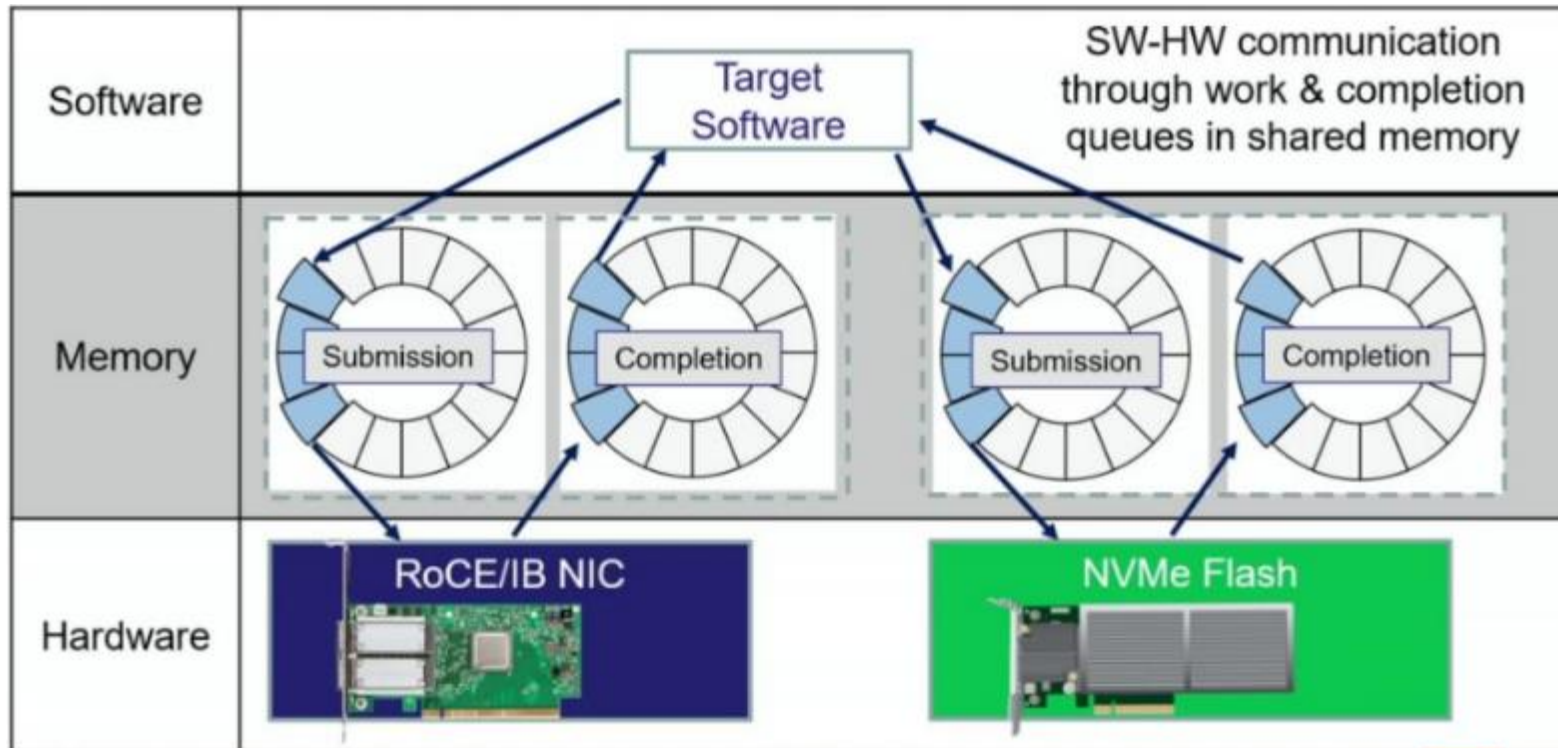 Software
Target
Software
SW-HW communication
through work & completion
queues in shared memory
Memory
Submission
Completion
Submission
Completion
Hardware
RoCE/IB NIC
NVMe Flash